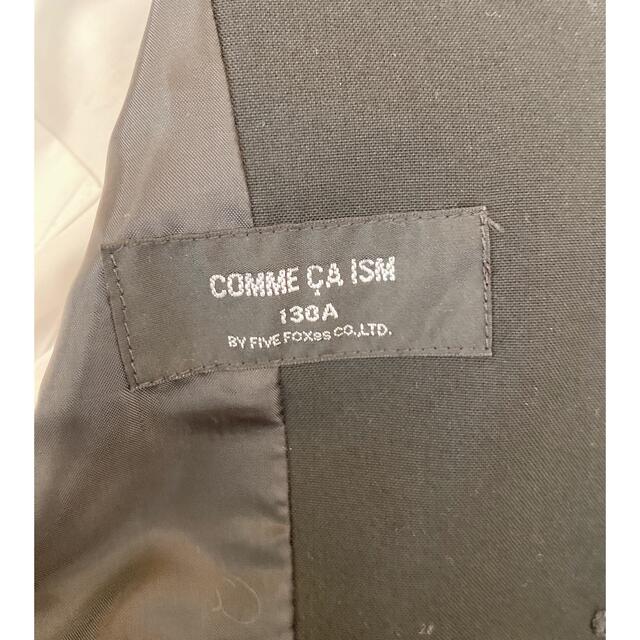 COMME ÇA ISM
130A
BY FIVE FOXes CO.,LTD.